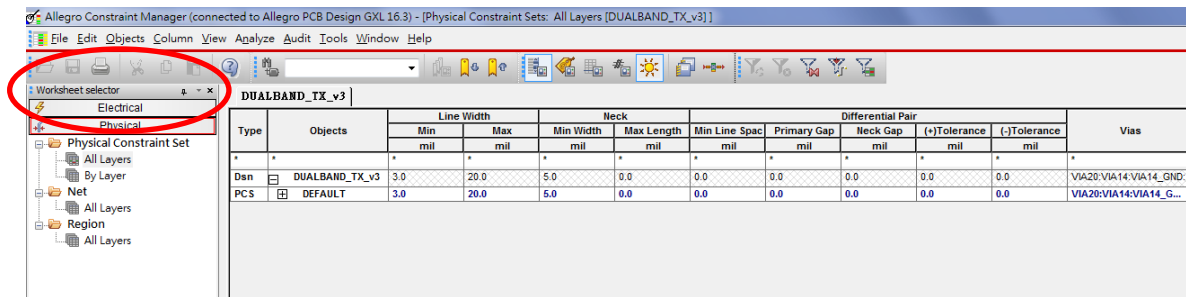 Allegro Constraint Manager (connected to Allegro PCB Design GXL 16.3) - [Physical Constraint Sets:  All Layers [DUALBAND_TX_v3] ]
File Edit Objects Column View Analyze Audit Tools Window Help
Worksheet selector
Electrical
Physical
Physical Constraint Set
All Layers
By Layer
Net
All Layers
Region
All Layers
DUALBAND_TX_v3
Line Width Neck Differential Pair
Type Objects Min Max Min Width Max Length Min Line Spac Primary Gap Neck Gap (+)Tolerance (-)Tolerance Vias
mil mil mil mil mil mil mil mil mil
* * * * * * * * * * * *
Dsn DUALBAND_TX_v3 3.0 20.0 5.0 0.0 0.0 0.0 0.0 0.0 0.0 VIA20:VIA14:VIA14_GND:
PCS DEFAULT 3.0 20.0 5.0 0.0 0.0 0.0 0.0 0.0 0.0 VIA20:VIA14:VIA14_G...